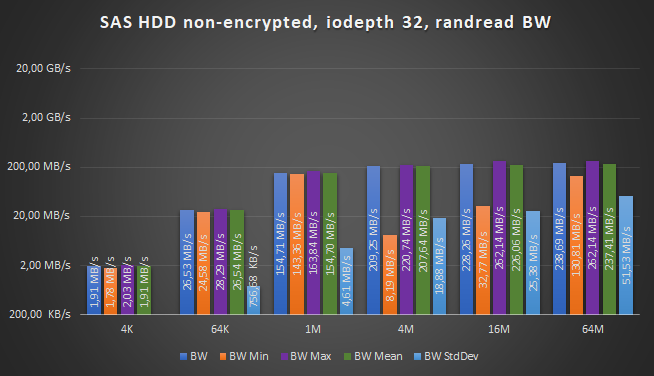 SAS HDD non-encrypted, iodepth 32, randread BW
20,00 GB/s
2,00 GB/s
200,00 MB/s
20,00 MB/s
2,00 MB/s
200,00 KB/s
1,91 MB/s
1,78 MB/s
2,03 MB/s
1,91 MB/s
26,53 MB/s
24,58 MB/s
28,29 MB/s
26,54 MB/s
756,68 KB/s
154,71 MB/s
143,36 MB/s
163,84 MB/s
154,70 MB/s
4,61 MB/s
209,25 MB/s
8,19 MB/s
220,74 MB/s
207,64 MB/s
18,88 MB/s
228,26 MB/s
32,77 MB/s
262,14 MB/s
226,06 MB/s
25,38 MB/s
238,69 MB/s
130,81 MB/s
262,14 MB/s
237,41 MB/s
51,53 MB/s
4K 64K 1M 4M 16M 64M
BW BW Min BW Max BW Mean BW StdDev